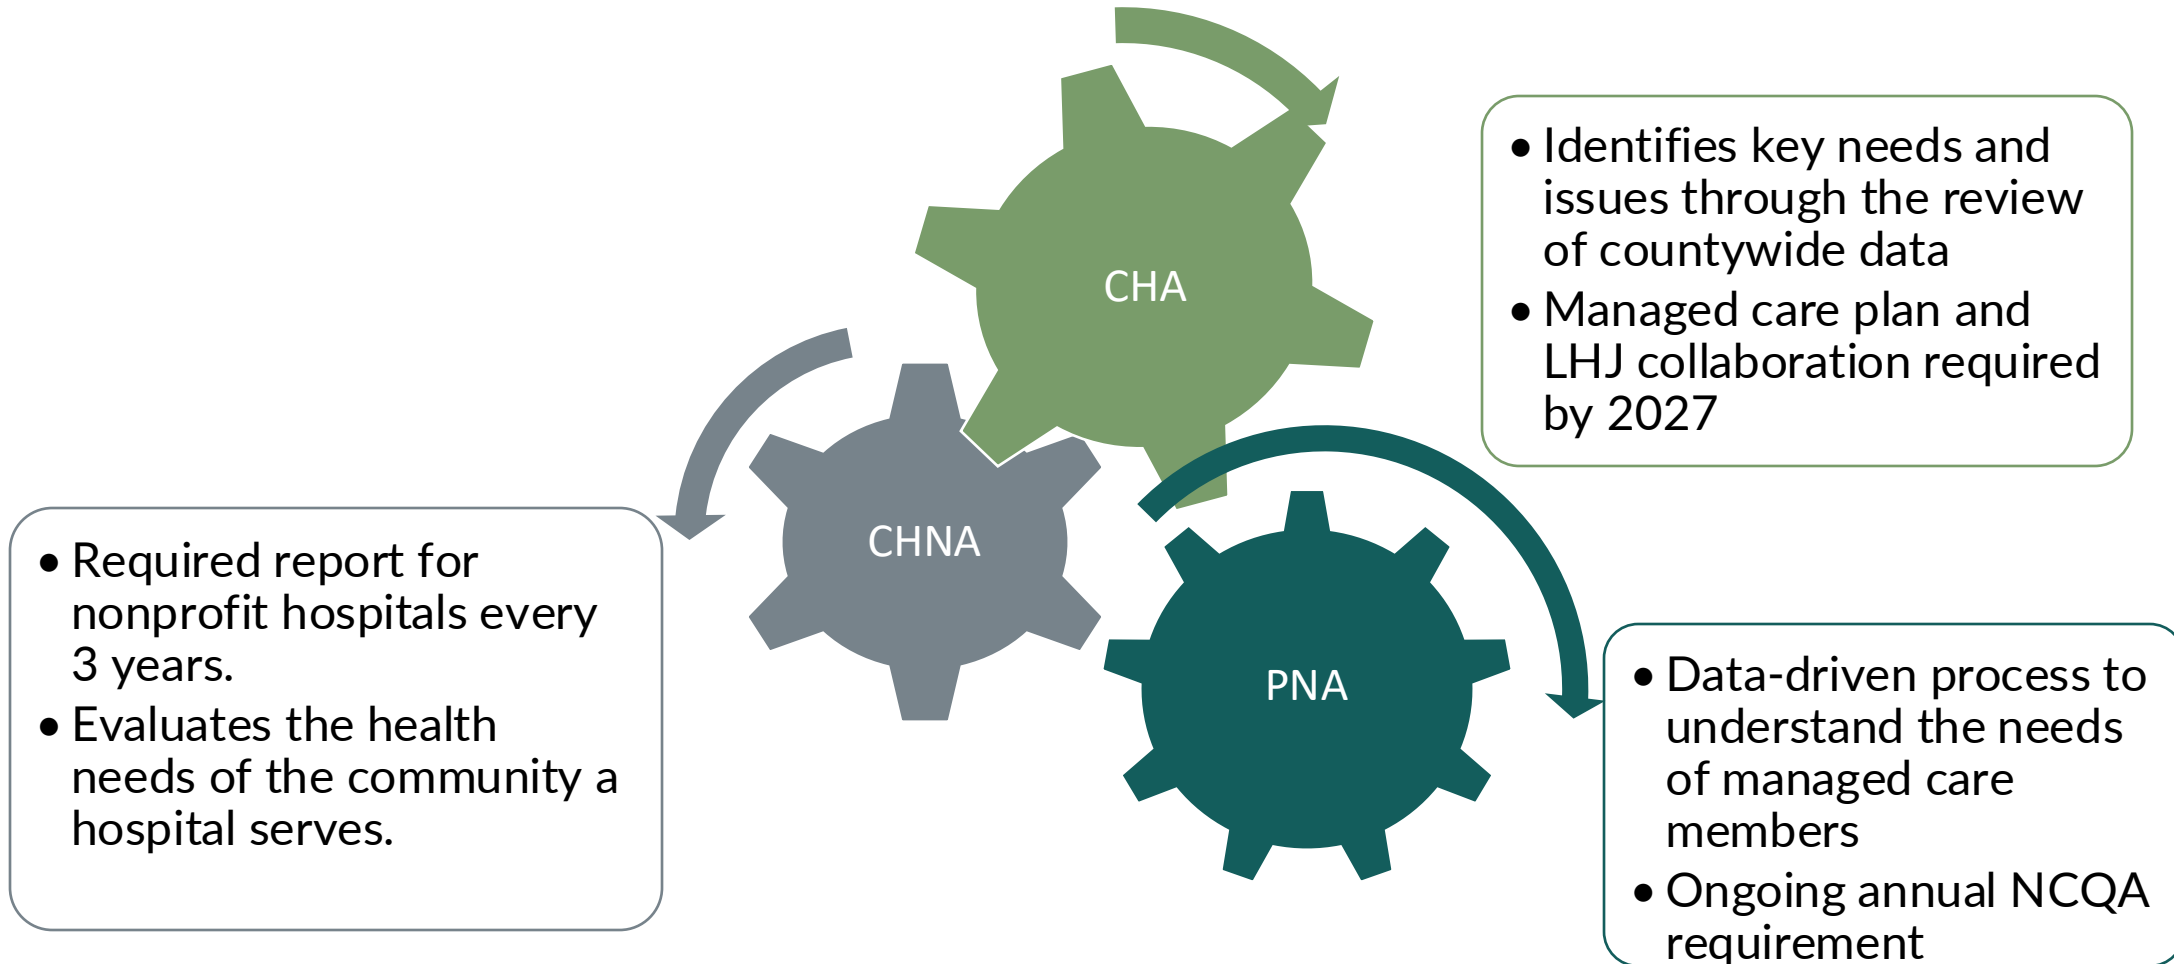 CHA
• Identifies key needs and
issues through the review
of countywide data
• Managed care plan and
LHJ collaboration required
by 2027
CHNA
• Required report for
nonprofit hospitals every
3 years.
• Evaluates the health
needs of the community a
hospital serves.
PNA
• Data-driven process to
understand the needs
of managed care
members
• Ongoing annual NCQA
requirement